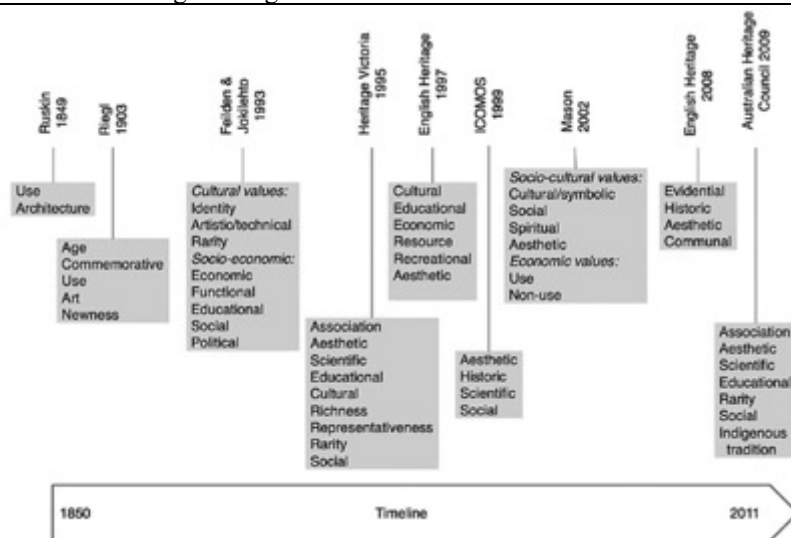 Ruskin
1849
Riegl
1903
Feilden &
Jokilehto
1993
Heritage Victoria
1995
English Heritage
1997
ICOMOS
1999
Mason
2002
English Heritage
2008
Australian Heritage
Council 2009
Use
Architecture
Age
Commemorative
Use
Art
Newness
Cultural values:
Identity
Artistic/technical
Rarity
Socio-economic:
Economic
Functional
Educational
Social
Political
Association
Aesthetic
Scientific
Educational
Cultural
Richness
Representativeness
Rarity
Social
Cultural
Educational
Economic
Resource
Recreational
Aesthetic
Aesthetic
Historic
Scientific
Social
Socio-cultural values:
Cultural/symbolic
Social
Spiritual
Aesthetic
Economic values:
Use
Non-use
Evidential
Historic
Aesthetic
Communal
Association
Aesthetic
Scientific
Educational
Rarity
Social
Indigenous
tradition
1850
Timeline
2011